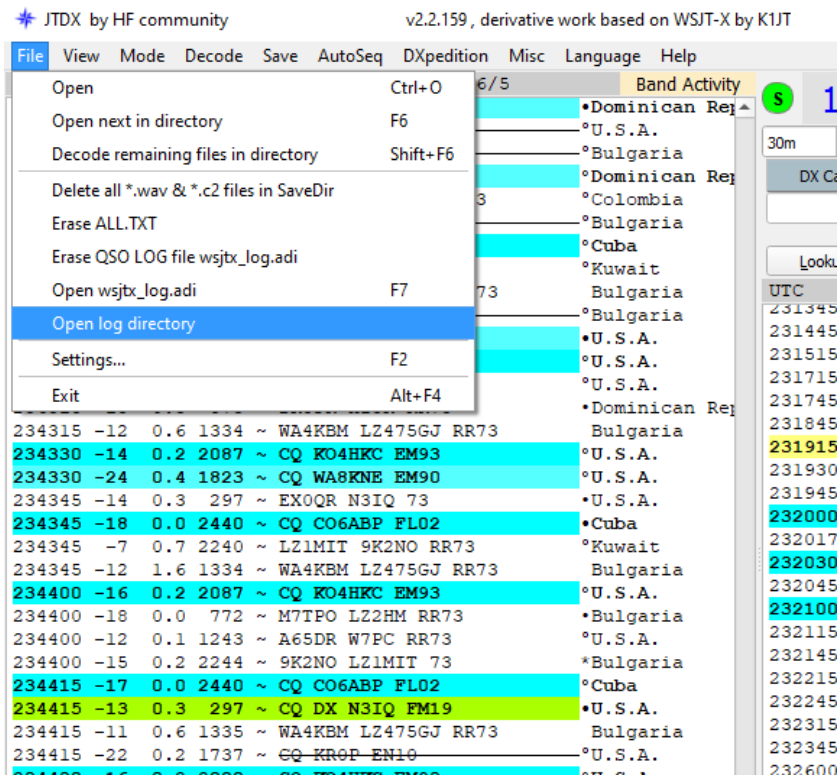 JTDX by HF community v2.2.159 , derivative work based on WSJT-X by K1JT
File View Mode Decode Save AutoSeq DXpedition Misc Language Help
6/5 Band Activity
Open Ctrl+O
Open next in directory F6
Decode remaining files in directory Shift+F6
Delete all *.wav & *.c2 files in SaveDir
Erase ALL.TXT
Erase QSO LOG file wsjtx_log.adi
Open wsjtx_log.adi F7
Open log directory
Settings... F2
Exit Alt+F4
•Dominican Rep
°U.S.A.
°Bulgaria
°Dominican Rep
3 °Colombia
°Bulgaria
°Cuba
°Kuwait
73 Bulgaria
°Bulgaria
•U.S.A.
°U.S.A.
°U.S.A.
•Dominican Rep
234315 -12 0.6 1334 ~ WA4KBM LZ475GJ RR73 Bulgaria
234330 -14 0.2 2087 ~ CQ KO4HKC EM93 °U.S.A.
234330 -24 0.4 1823 ~ CQ WA8KNE EM90 °U.S.A.
234345 -14 0.3 297 ~ EX0QR N3IQ 73 •U.S.A.
234345 -18 0.0 2440 ~ CQ CO6ABP FL02 •Cuba
234345 -7 0.7 2240 ~ LZ1MIT 9K2NO RR73 °Kuwait
234345 -12 1.6 1334 ~ WA4KBM LZ475GJ RR73 Bulgaria
234400 -16 0.2 2087 ~ CQ KO4HKC EM93 °U.S.A.
234400 -18 0.0 772 ~ M7TPO LZ2HM RR73 •Bulgaria
234400 -12 0.1 1243 ~ A65DR W7PC RR73 °U.S.A.
234400 -15 0.2 2244 ~ 9K2NO LZ1MIT 73 *Bulgaria
234415 -17 0.0 2440 ~ CQ CO6ABP FL02 °Cuba
234415 -13 0.3 297 ~ CQ DX N3IQ FM19 •U.S.A.
234415 -11 0.6 1335 ~ WA4KBM LZ475GJ RR73 Bulgaria
234415 -22 0.2 1737 ~ CQ KR0P EN10 °U.S.A.
S 1
30m
DX Ca
Looku
UTC
231345
231445
231515
231715
231745
231845
231915
231930
231945
232000
232017
232030
232045
232100
232115
232145
232215
232245
232315
232345
232600